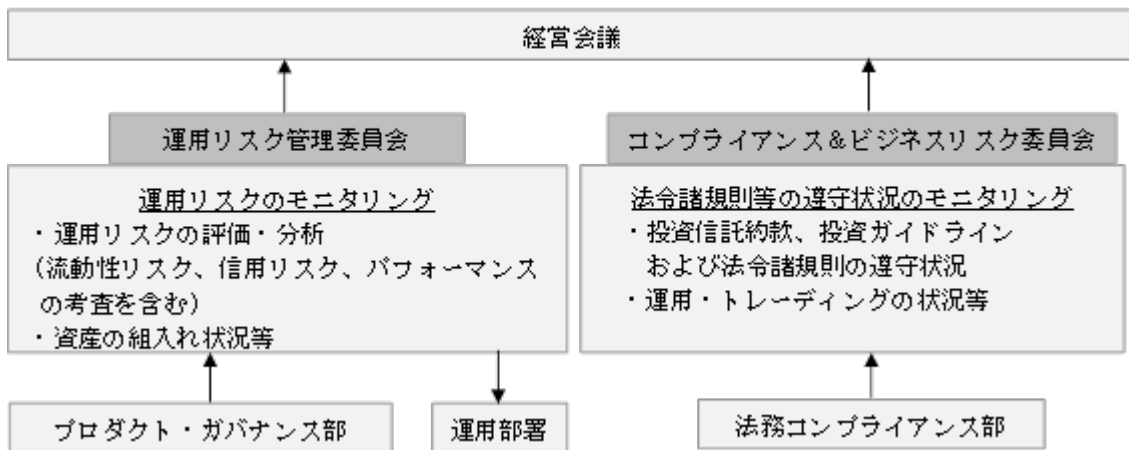 経営会議
運用リスク管理委員会
運用リスクのモニタリング
・運用リスクの評価・分析
(流動性リスク、信用リスク、パフォーマンス
の考査を含む)
・資産の組入れ状況等
プロダクト・ガバナンス部
運用部署
コンプライアンス&ビジネスリスク委員会
法令諸規則等の遵守状況のモニタリング
・投資信託約款、投資ガイドライン
および法令諸規則の遵守状況
・運用・トレーディングの状況等
法務コンプライアンス部